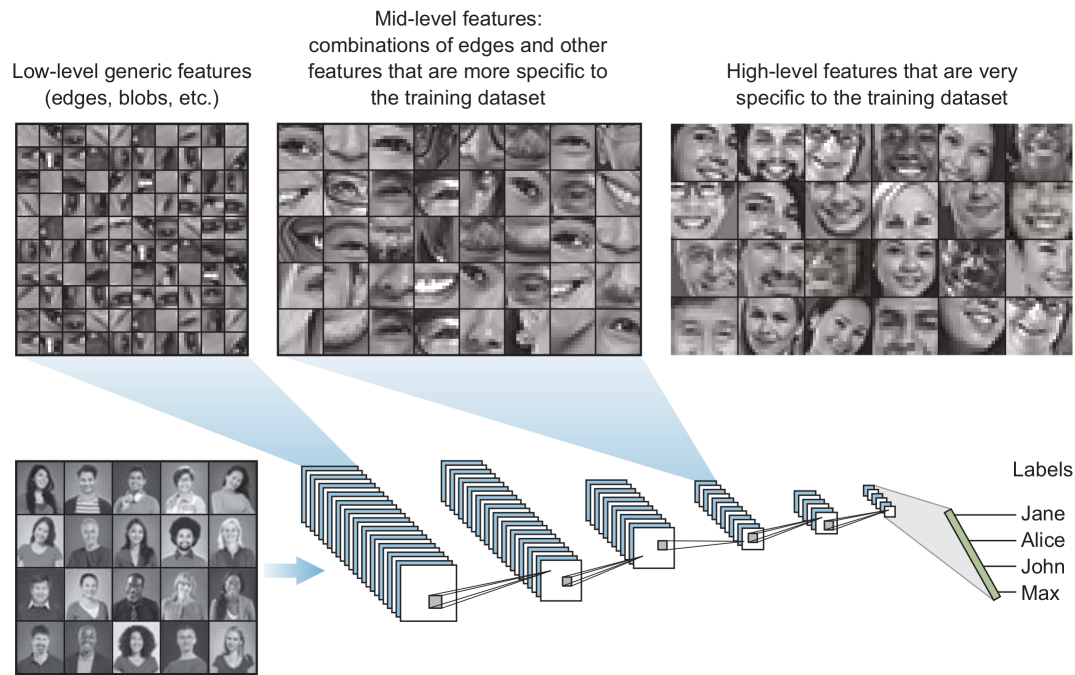 Low-level generic features
(edges, blobs, etc.)
Mid-level features:
combinations of edges and other
features that are more specific to
the training dataset
High-level features that are very
specific to the training dataset
Labels
Jane
Alice
John
Max